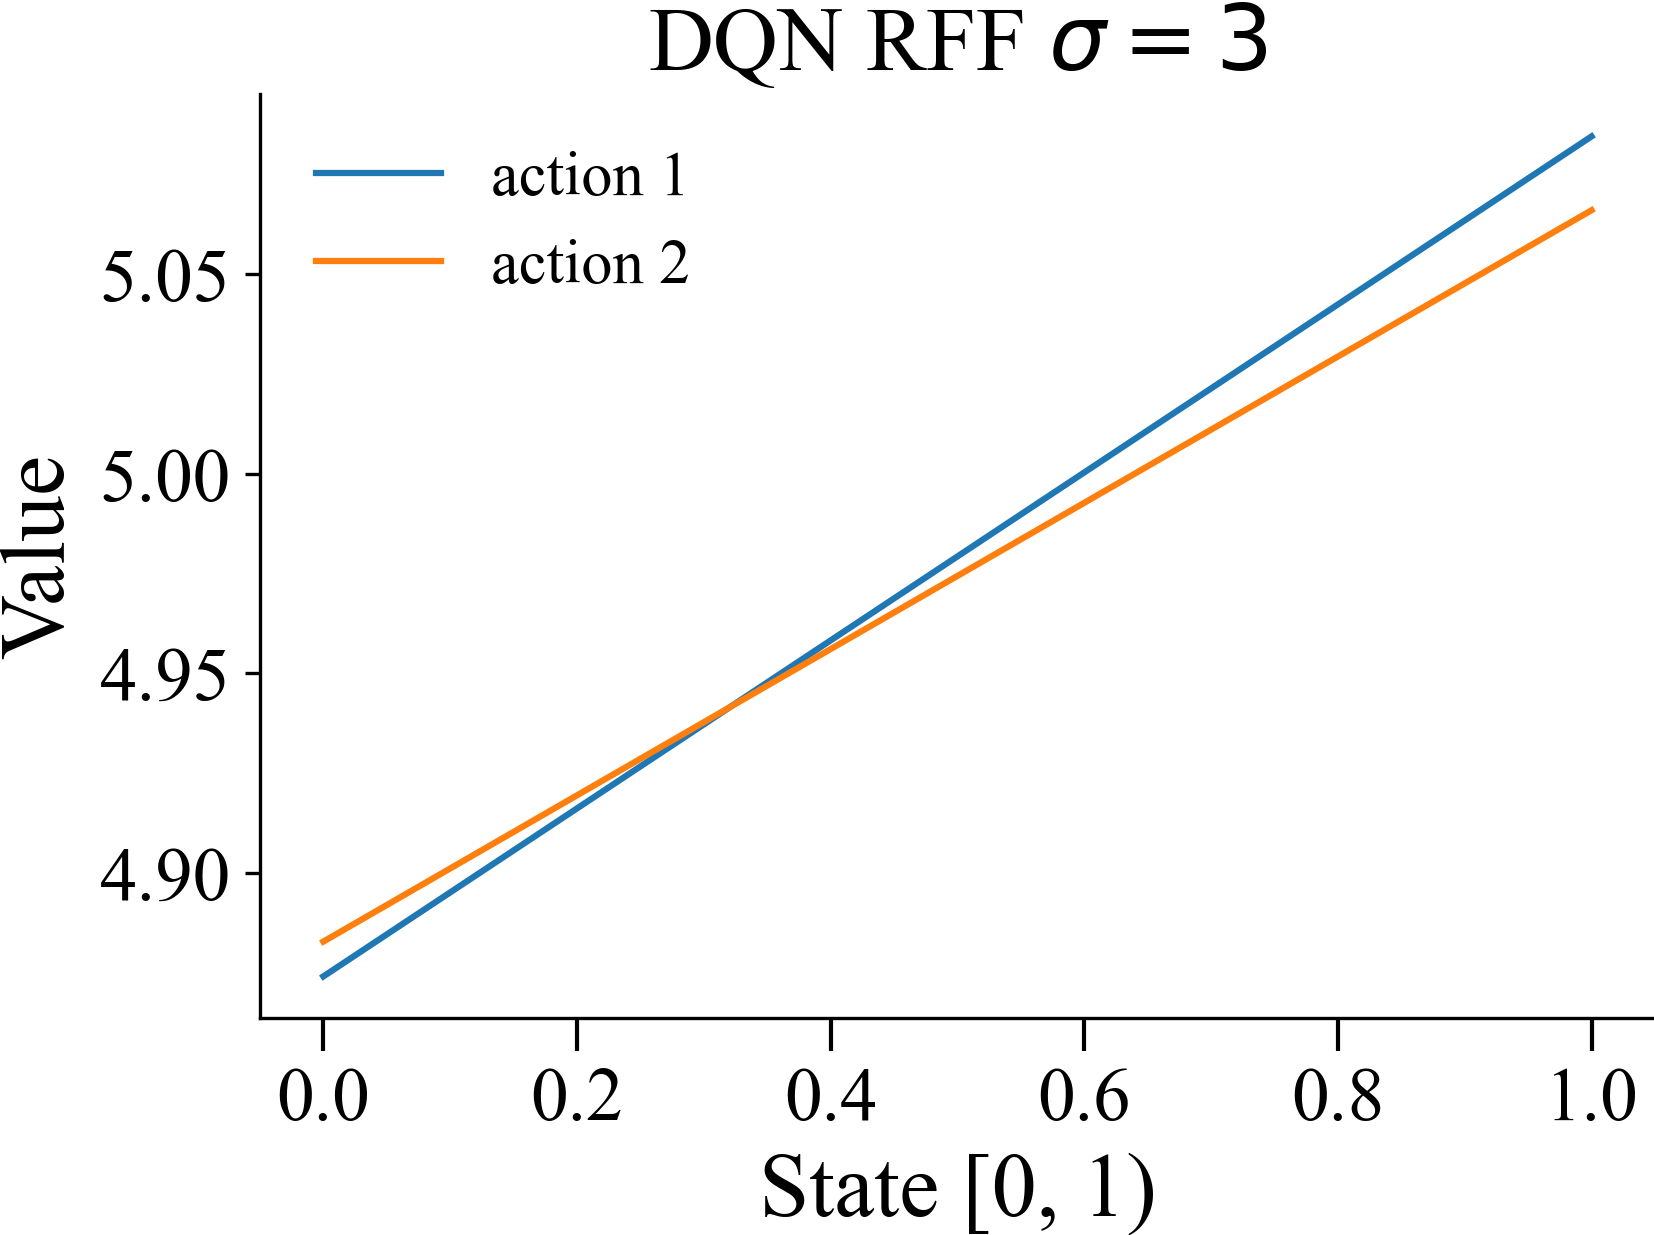 DQN RFF σ = 3
action 1
action 2
Value
5.05
5.00
4.95
4.90
0.0 0.2 0.4 0.6 0.8 1.0
State [0, 1)